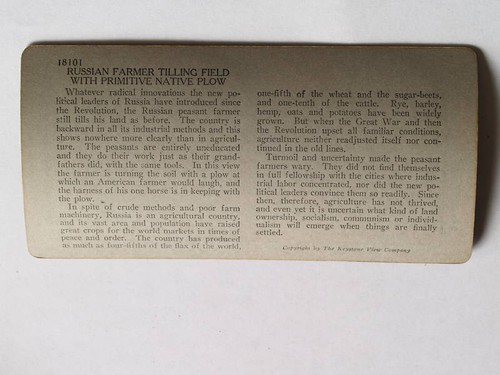 18101
RUSSIAN FARMER TILLING FIELD
WITH PRIMITIVE NATIVE PLOW
Whatever radical innovations the new po-
litical leaders of Russia have introduced since
the Revolution, the Russian peasant farmer
still tills his land as before. The country is
backward in all its industrial methods and this
shows nowhere more clearly than in agricul-
ture. The peasants are entirely uneducated
and they do their work just as their grand-
fathers did, with the same tools. In this view
the farmer is turning the soil with a plow at
which an American farmer would laugh, and
the harness of his one horse is in keeping with
the plow.
In spite of crude methods and poor farm
machinery, Russia is an agricultural country,
and its vast area and population have raised
great crops for the world markets in times of
peace and order. The country has produced
as much as four-fifths of the flax of the world,
one-fifth of the wheat and the sugar-beets,
and one-tenth of the cattle. Rye, barley,
hemp, oats and potatoes have been widely
grown. But when the Great War and then
the Revolution upset all familiar conditions,
agriculture neither readjusted itself nor con-
tinued in the old lines.
Turmoil and uncertainty made the peasant
farmers wary. They did not find themselves
in full fellowship with the cities where indus-
trial labor concentrated, nor did the new po-
litical leaders convince them so readily. Since
then, therefore, agriculture has not thrived,
and even yet it is uncertain what kind of land
ownership, socialism, communism or individ-
ualism will emerge when things are finally
settled.
Copyright by The Keystone View Company